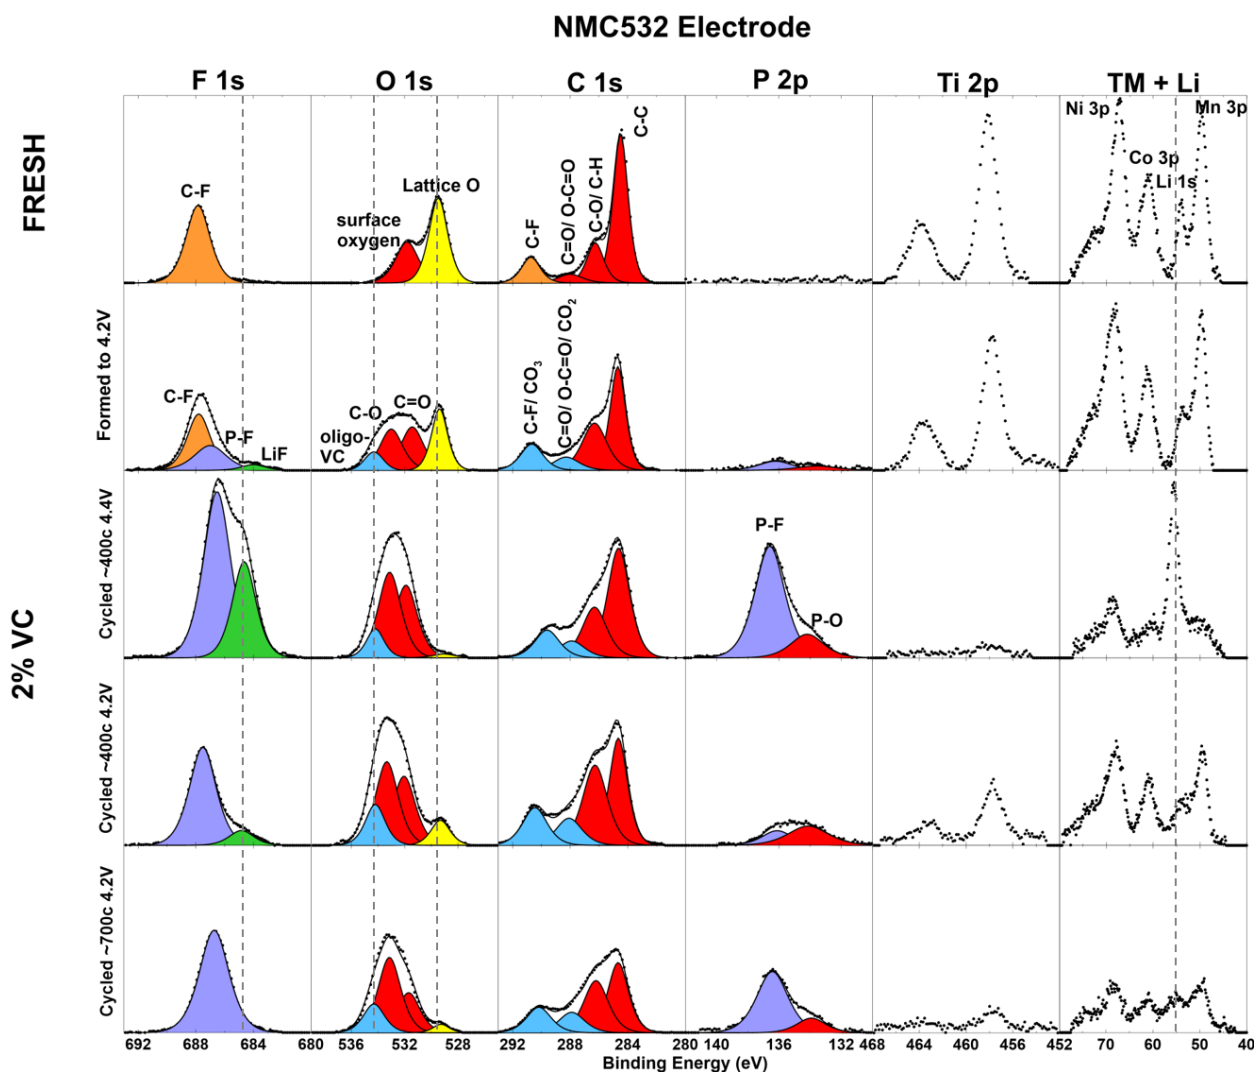 NMC532 Electrode
F 1s O 1s C 1s P 2p Ti 2p TM + Li
FRESH
C-F
surface
oxygen
Lattice O
C-F
C=O/ O-C=O
C-O/ C-H
C-C
Ni 3p
Co 3p
Li 1s
Mn 3p
Formed to 4.2V
C-F
P-F
LiF
oligo-
VC
C-O
C=O
C-F/ CO3
C=O/ O-C=O/ CO2
2% VC
Cycled ~400c 4.4V
P-F
P-O
Cycled ~400c 4.2V
Cycled ~700c 4.2V
692 688 684 680 536 532 528 292 288 284 280 140 136 132 468 464 460 456 452 70 60 50 40
Binding Energy (eV)